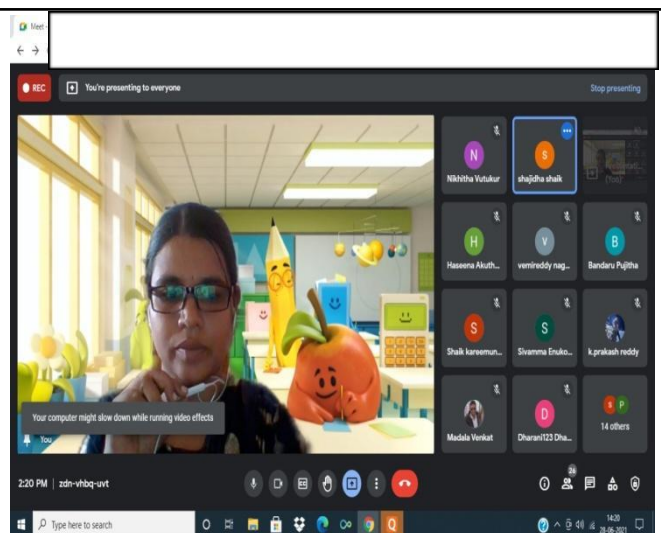 Meet -
REC
You're presenting to everyone
Stop presenting
N
Nikhitha Vutukur
S
shajidha shaik
(You)
H
Haseena Akuth...
V
vemireddy nag...
B
Bandaru Pujitha
S
Shaik kareemun...
S
Sivamma Enuko...
k.prakash reddy
Madala Venkat
D
Dharani123 Dha...
S P
14 others
Your computer might slow down while running video effects
You
2:20 PM | zdn-vhbq-uvt
26
Type here to search
14:20
28-06-2021